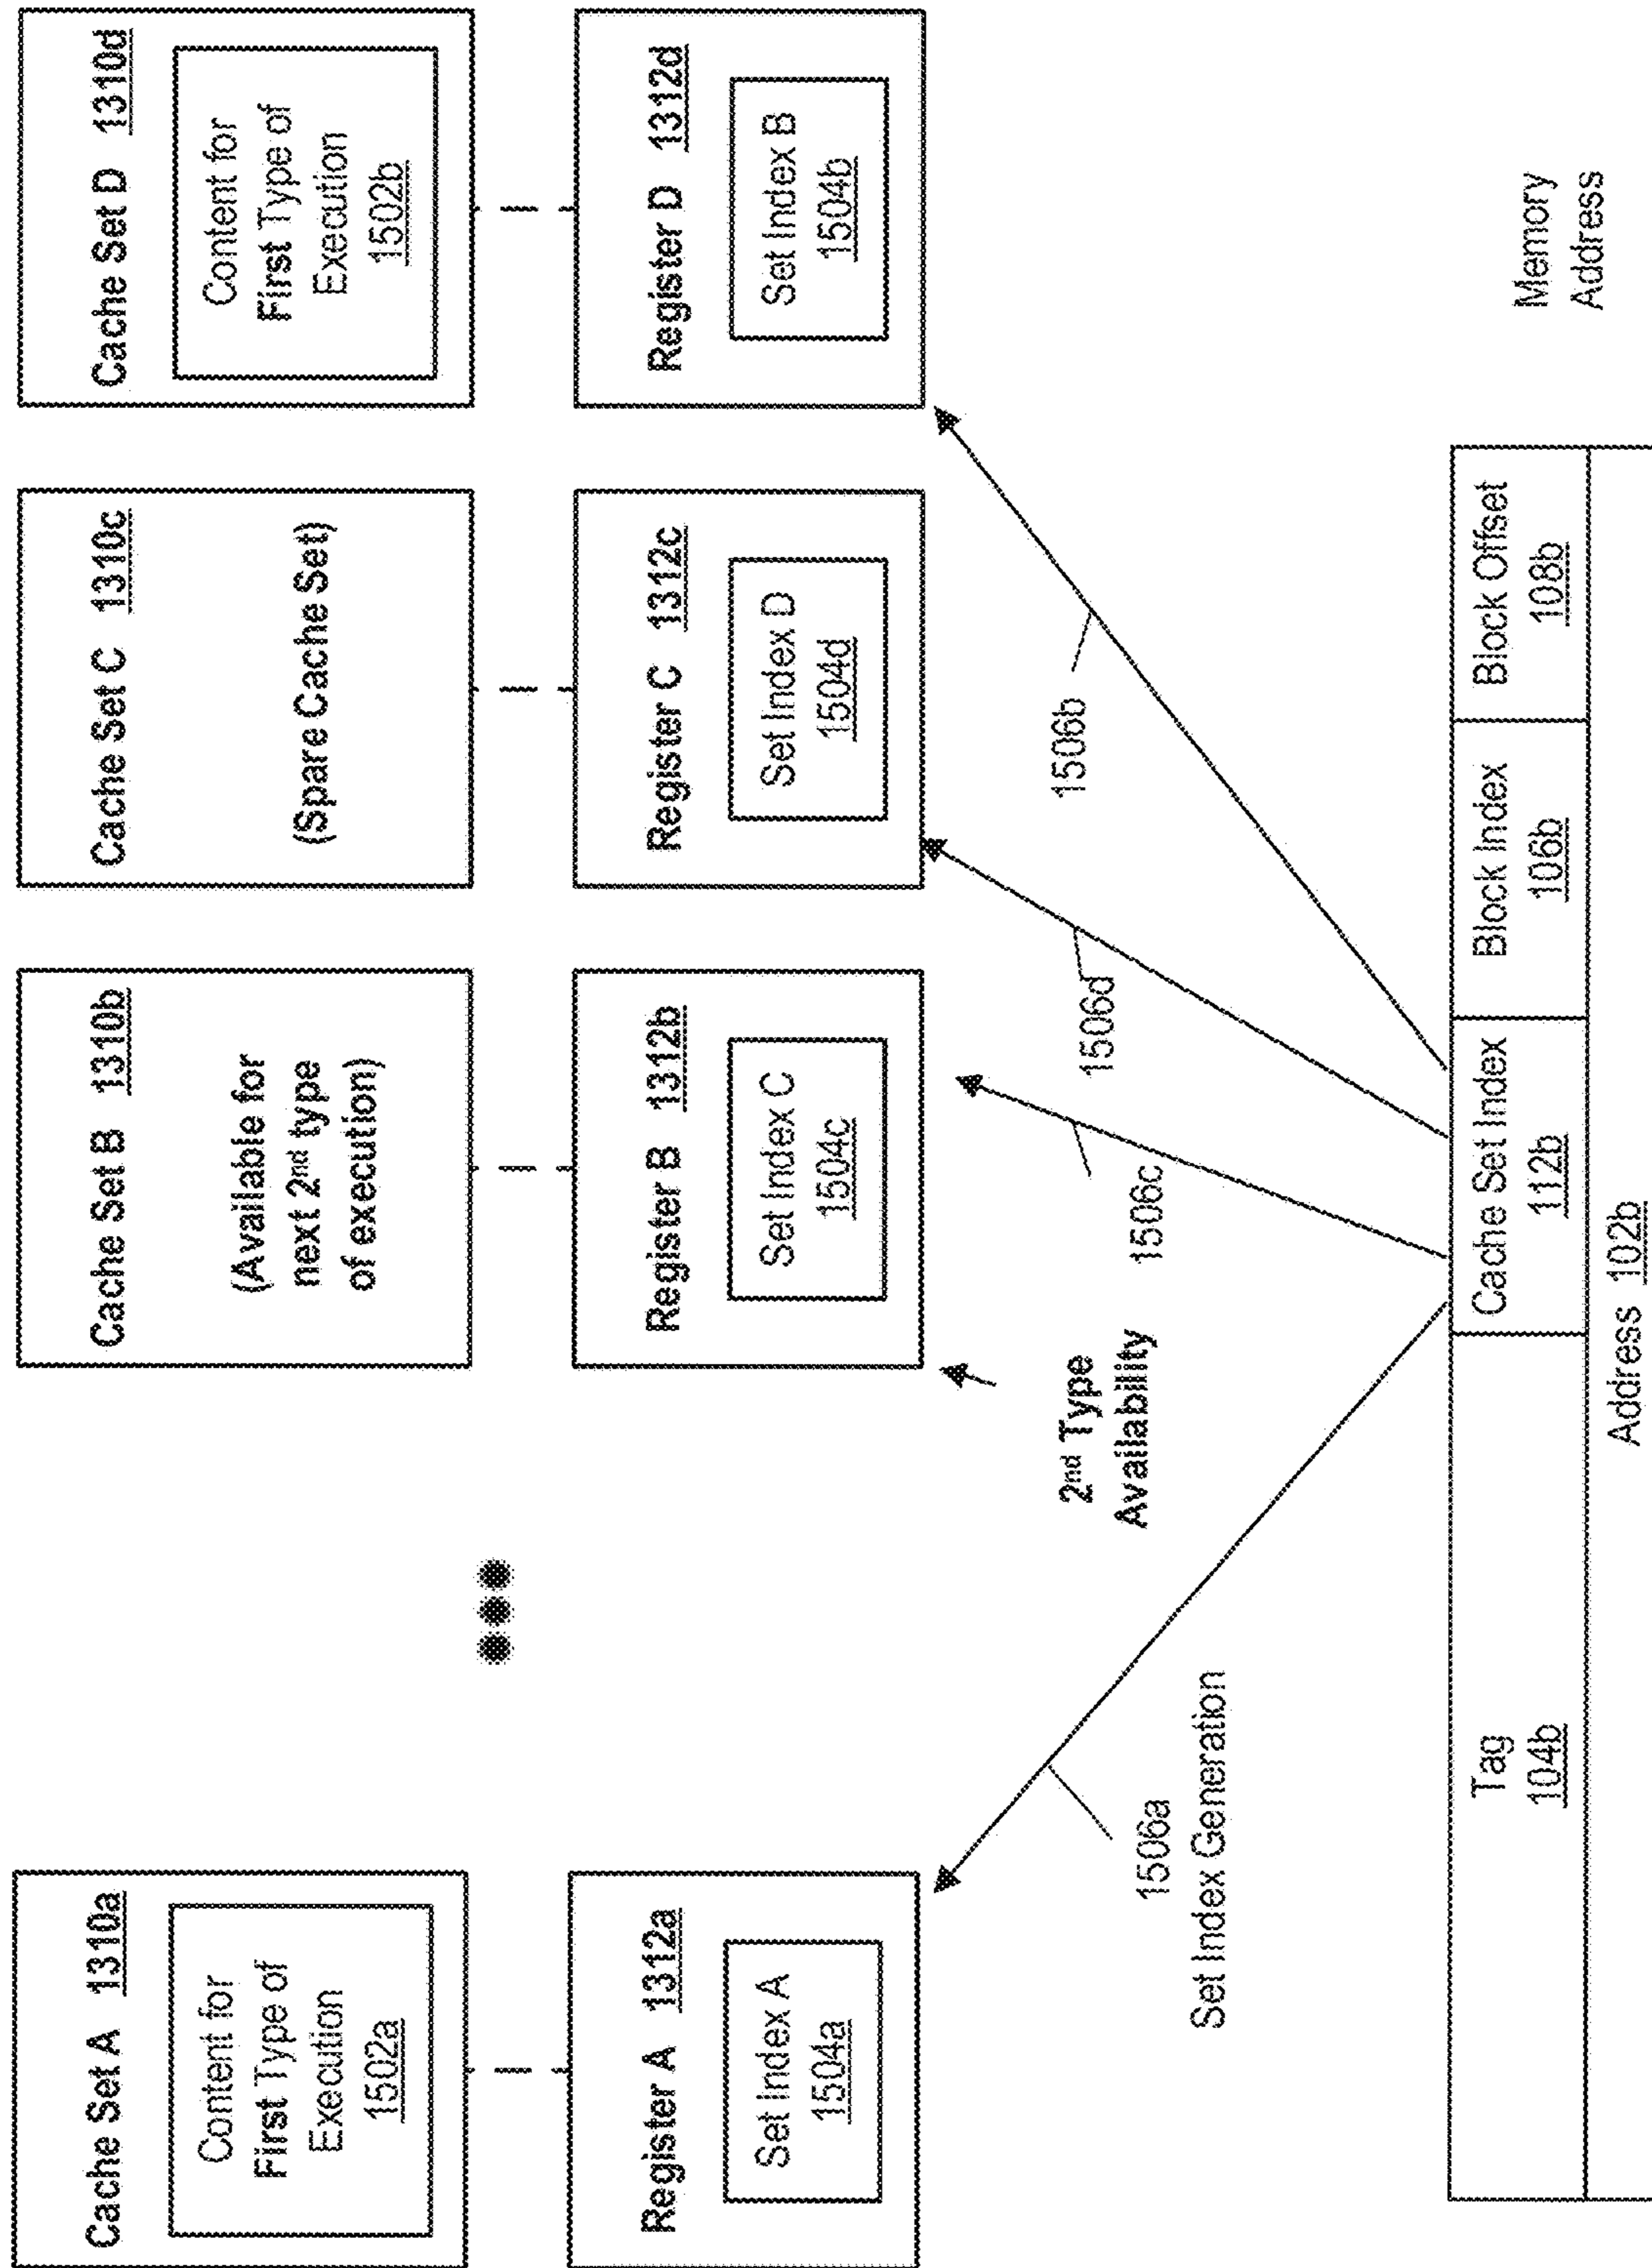 Cache Set A 1310a
Content for
First Type of
Execution
1502a
Cache Set B 1310b
(Available for
next 2nd type
of execution)
Cache Set C 1310c
(Spare Cache Set)
Cache Set D 1310d
Content for
First Type of
Execution
1502b
Register A 1312a
Set Index A
1504a
Register B 1312b
Set Index C
1504c
Register C 1312c
Set Index D
1504d
Register D 1312d
Set Index B
1504b
2nd Type
Availability
1506a
Set Index Generation
1506c
1506d
1506b
Tag
104b
Cache Set Index
112b
Block Index
106b
Block Offset
108b
Address 102b
Memory
Address